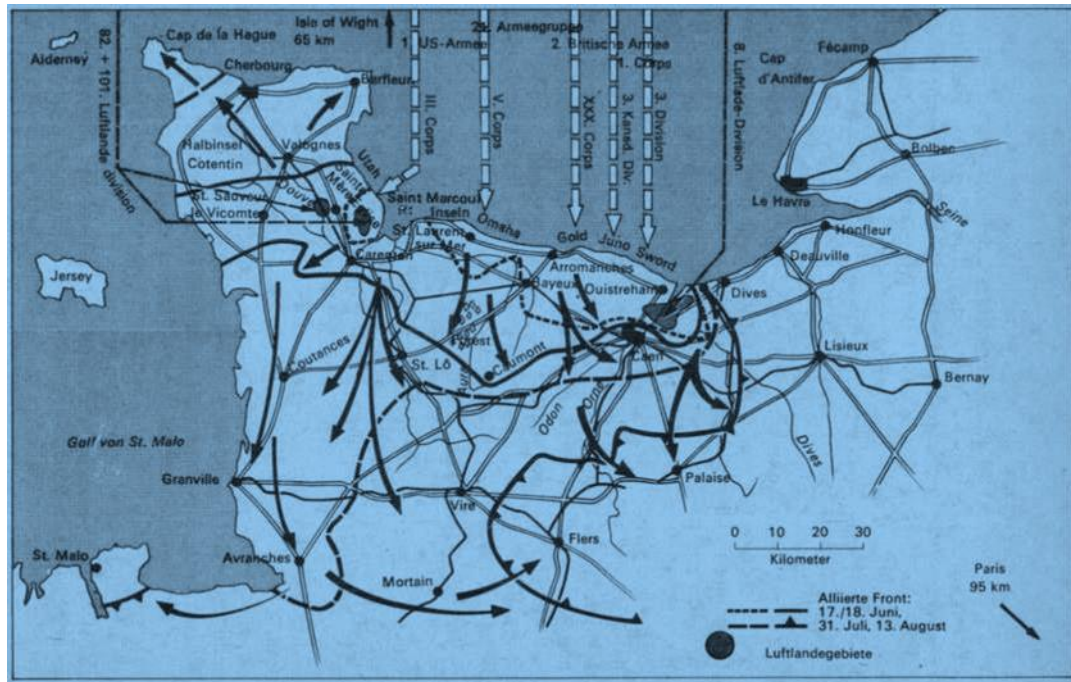 Alderney
Cap de la Hague
Isle of Wight
65 km
82. + 101. Luftlande
division
Cherbourg
Barfleur
1. US-Armee
21. Armeegruppe
2. Britische Armee
1. Corps
III. Corps
V. Corps
XXX. Corps
3. Kanad. Div.
3. Division
8. Luftlade-Division
Fécamp
Cap
d'Antifer
Bolbec
Le Havre
Seine
Halbinsel
Cotentin
Valognes
Utah
Sainte
Mère
St. Sauveur
le Vicomte
Douve
Saint Marcouf
Inseln
St. Laurent
sur Mer
Omaha
Gold
Juno
Sword
Honfleur
Deauville
Carentan
Arromanches
Bayeux
Ouistreham
Dives
Jersey
Coutances
St. Lô
Forest
Caumont
Caen
Lisieux
Bernay
Odon
Orne
Dives
Golf von St. Malo
Granville
Vire
Palaise
Flers
0 10 20 30
Kilometer
St. Malo
Avranches
Mortain
Paris
95 km
Alliierte Front:
17./18. Juni,
31. Juli, 13. August
Luftlandegebiete